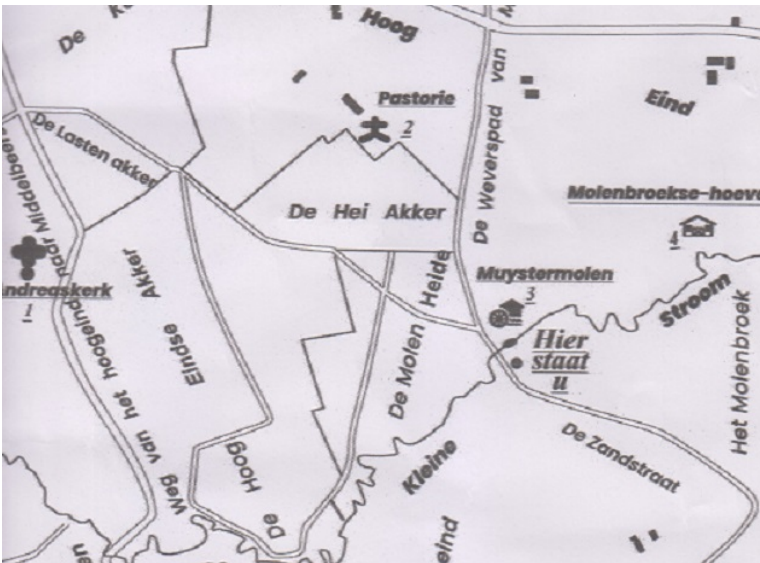 De
Hoog
Pastorie
2
De Weverspad van
Eind
De Lasten akker
De Hei Akker
Molenbroekse-hoeve
4
ndreaskerk
1
Muystermolen
3
Weg van het hoogeind naar Middelbeer
Eindse Akker
De Molen Heide
Hier
staat
u
Stroom
Het Molenbroek
De Zandstraat
De Hoog
Kleine
eind